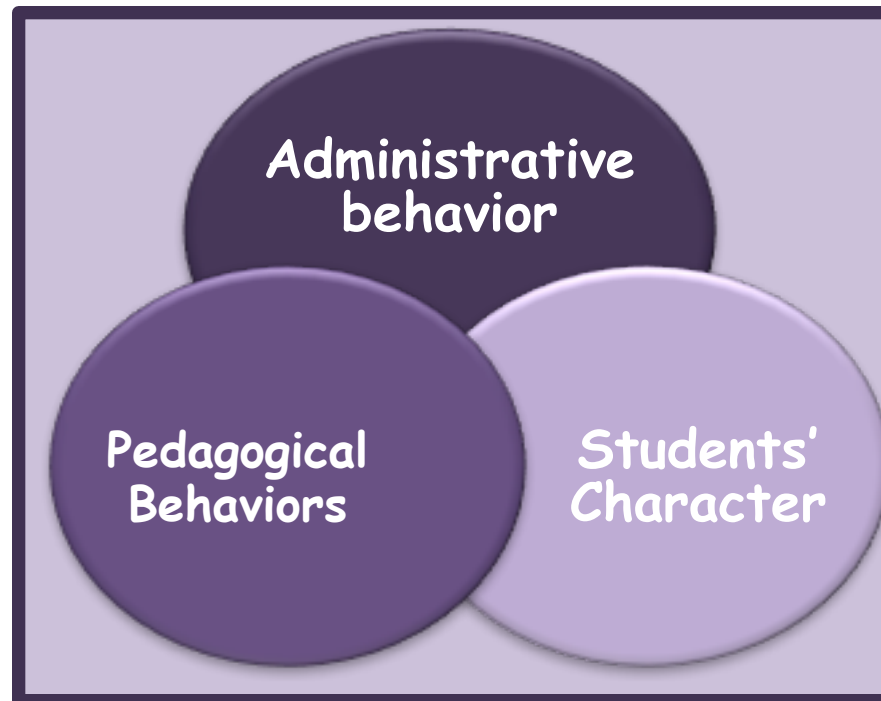 Administrative
behavior
Pedagogical
Behaviors
Students’
Character